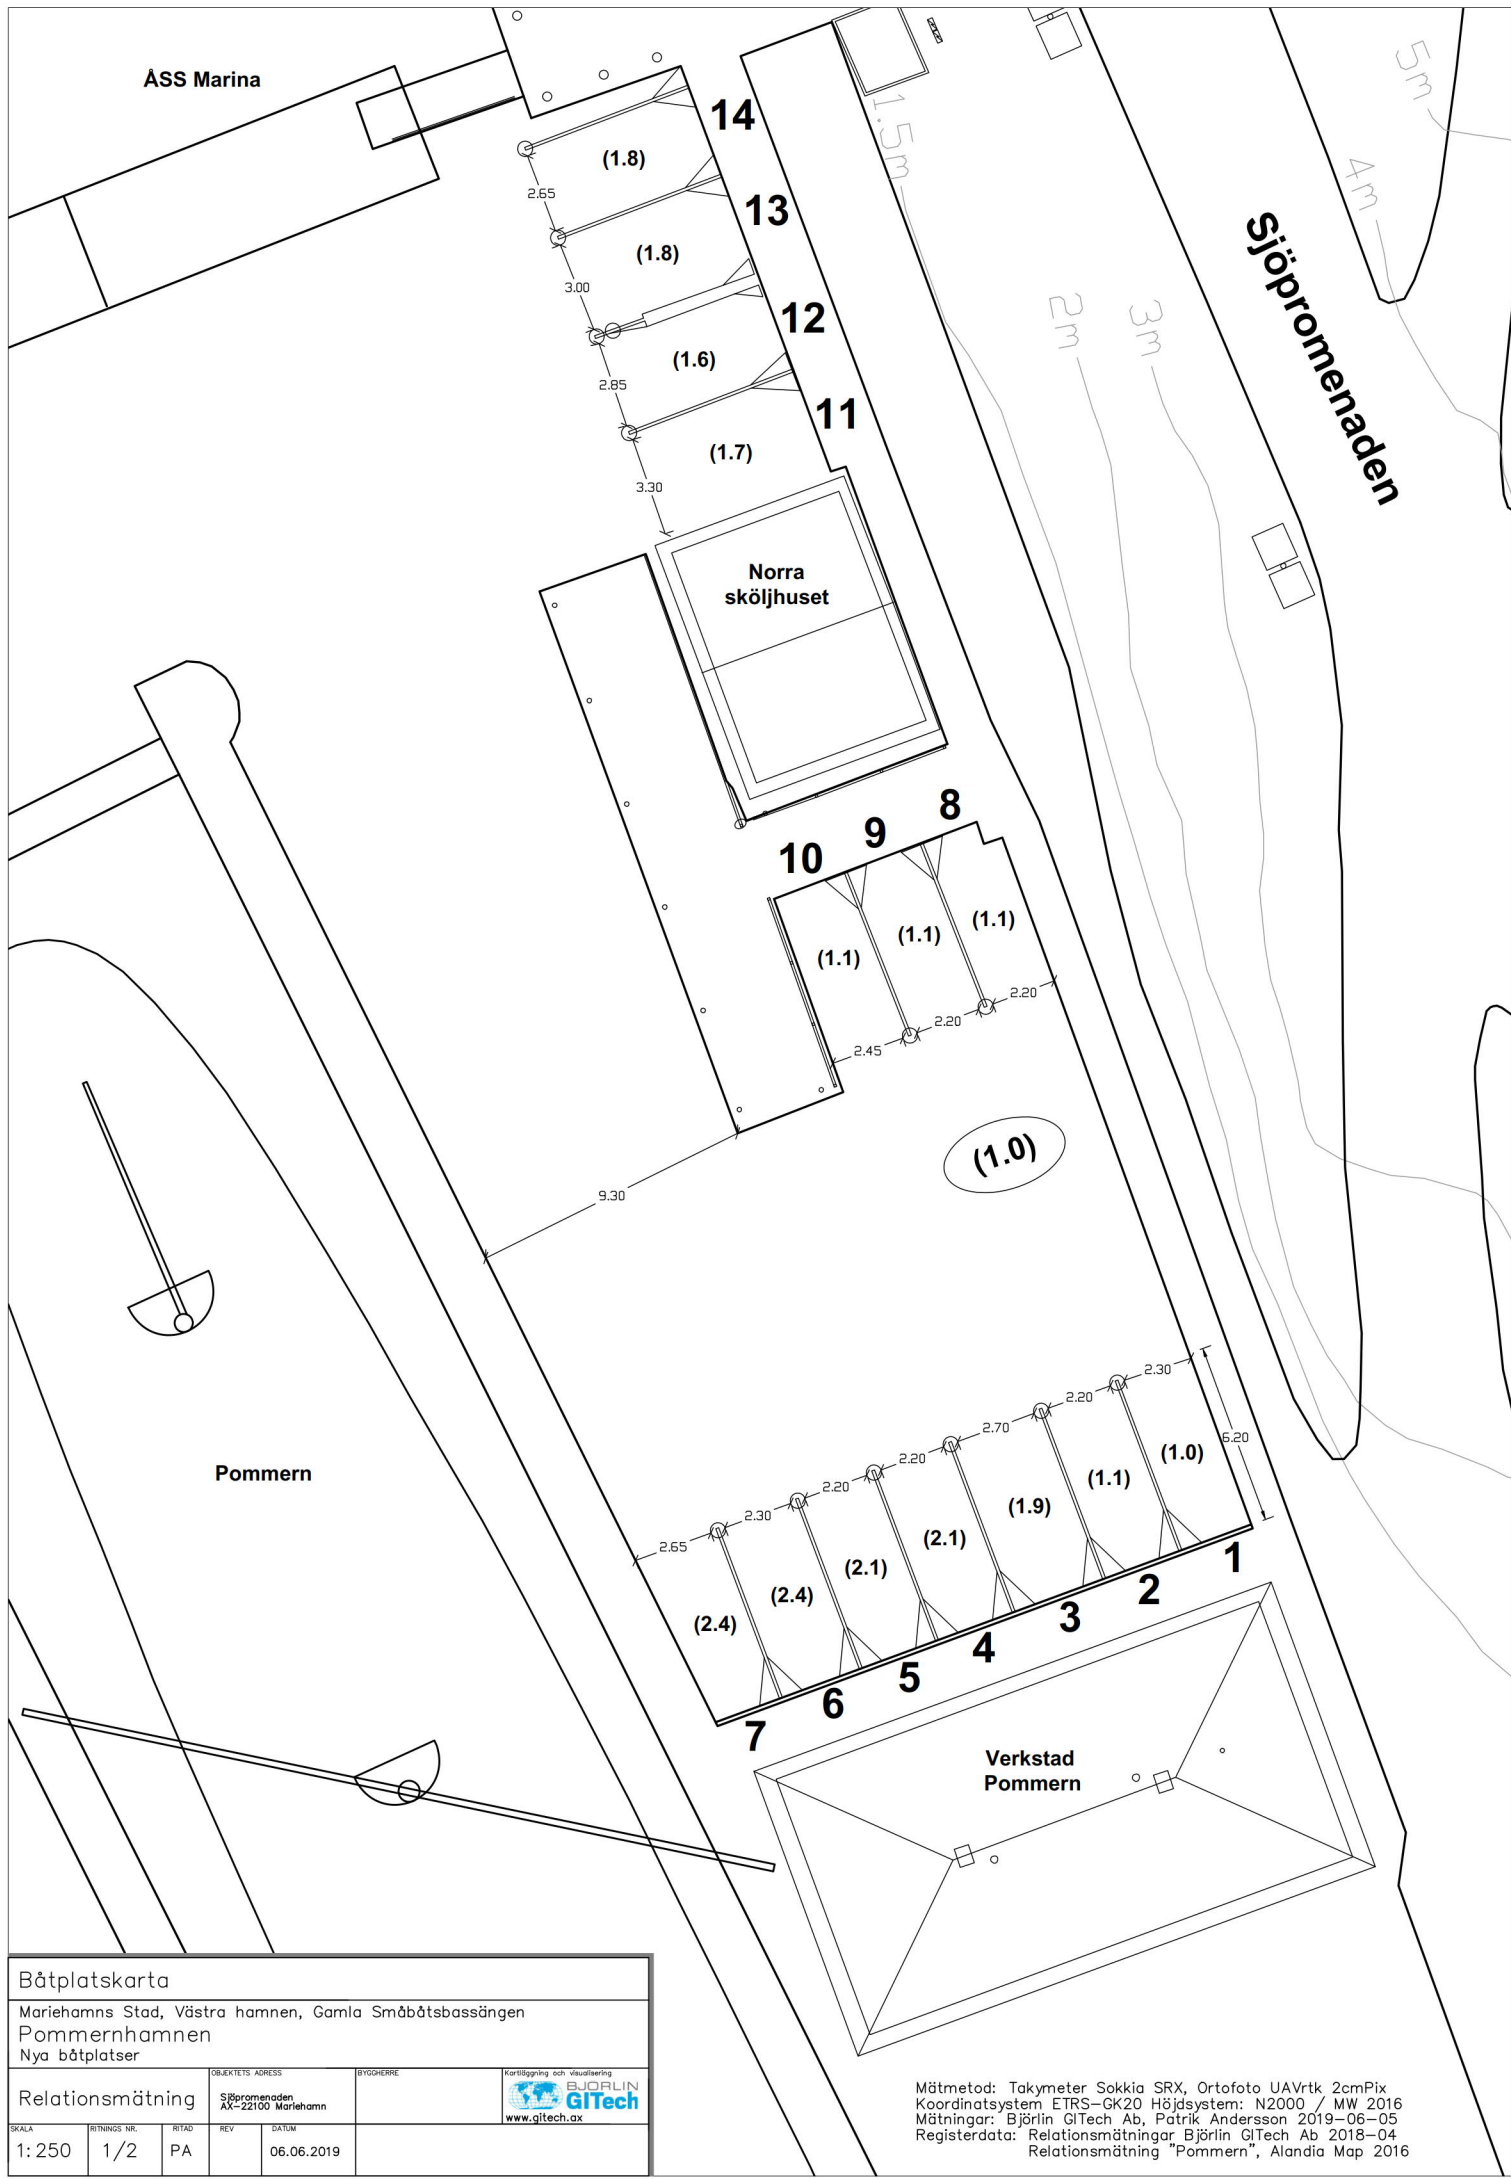 ÅSS Marina
14
(1.8)
2.65
13
(1.8)
3.00
12
(1.6)
2.85
11
(1.7)
3.30
Norra
sköljhuset
1.5m
2m
3m
4m
5m
Sjöpromenaden
10
9
8
(1.1)
(1.1)
(1.1)
2.45
2.20
2.20
(1.0)
9.30
Pommern
2.65
2.30
2.20
2.20
2.70
2.20
2.30
6.20
(2.4)
(2.4)
(2.1)
(2.1)
(1.9)
(1.1)
(1.0)
7
6
5
4
3
2
1
Verkstad
Pommern
Båtplatskarta
Mariehamns Stad, Västra hamnen, Gamla Småbåtsbassängen
Pommernhamnen
Nya båtplatser
Relationsmätning
OBJEKTETS ADRESS
Sjöpromenaden
AX-22100 Mariehamn
BYGGHERRE
Kartläggning och visualisering
BJÖRLIN
GITech
www.gitech.ax
SKALA
1:250
RITNINGS NR.
1/2
RITAD
PA
REV
DATUM
06.06.2019
Mätmetod: Takymeter Sokkia SRX, Ortofoto UAVrtk 2cmPix
Koordinatsystem ETRS-GK20 Höjdsystem: N2000 / MW 2016
Mätningar: Björlin GITech Ab, Patrik Andersson 2019-06-05
Registerdata: Relationsmätningar Björlin GITech Ab 2018-04
Relationsmätning "Pommern", Alandia Map 2016